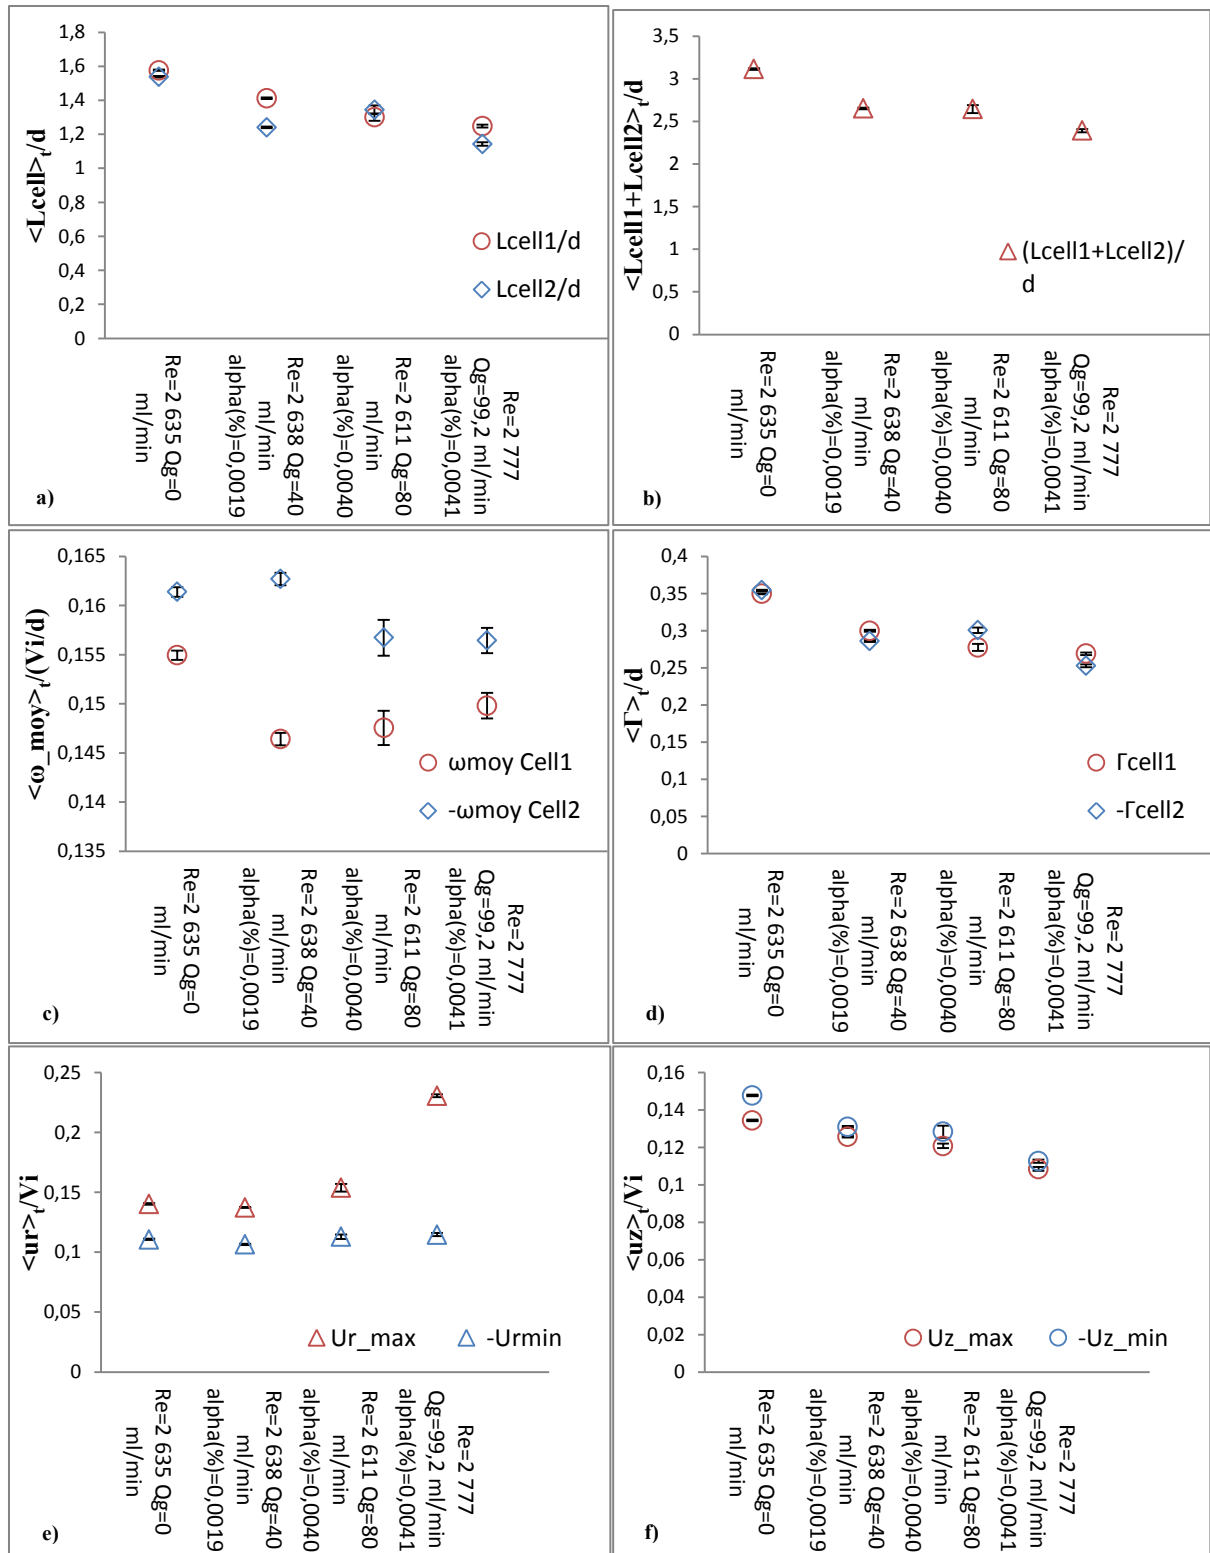 1,8
1,6
1,4
1,2
1
0,8
0,6
0,4
0,2
0
<Lcell>t/d
Lcell1/d
Lcell2/d
Re=2 635 Qg=0
ml/min
Re=2 638 Qg=40
ml/min
alpha(%)=0,0019
Re=2 611 Qg=80
ml/min
alpha(%)=0,0040
Re=2 777
Qg=99,2 ml/min
alpha(%)=0,0041
a)
3,5
3
2,5
2
1,5
1
0,5
0
<Lcell1+Lcell2>t/d
(Lcell1+Lcell2)/
d
Re=2 635 Qg=0
ml/min
Re=2 638 Qg=40
ml/min
alpha(%)=0,0019
Re=2 611 Qg=80
ml/min
alpha(%)=0,0040
Re=2 777
Qg=99,2 ml/min
alpha(%)=0,0041
b)
0,165
0,16
0,155
0,15
0,145
0,14
0,135
<ω_moy>t/(Vi/d)
ωmoy Cell1
-ωmoy Cell2
Re=2 635 Qg=0
ml/min
Re=2 638 Qg=40
ml/min
alpha(%)=0,0019
Re=2 611 Qg=80
ml/min
alpha(%)=0,0040
Re=2 777
Qg=99,2 ml/min
alpha(%)=0,0041
c)
0,4
0,35
0,3
0,25
0,2
0,15
0,1
0,05
0
<Γ>t/d
Γcell1
-Γcell2
Re=2 635 Qg=0
ml/min
Re=2 638 Qg=40
ml/min
alpha(%)=0,0019
Re=2 611 Qg=80
ml/min
alpha(%)=0,0040
Re=2 777
Qg=99,2 ml/min
alpha(%)=0,0041
d)
0,25
0,2
0,15
0,1
0,05
0
<ur>t/Vi
Ur_max
-Urmin
Re=2 635 Qg=0
ml/min
Re=2 638 Qg=40
ml/min
alpha(%)=0,0019
Re=2 611 Qg=80
ml/min
alpha(%)=0,0040
Re=2 777
Qg=99,2 ml/min
alpha(%)=0,0041
e)
0,16
0,14
0,12
0,1
0,08
0,06
0,04
0,02
0
<uz>t/Vi
Uz_max
-Uz_min
Re=2 635 Qg=0
ml/min
Re=2 638 Qg=40
ml/min
alpha(%)=0,0019
Re=2 611 Qg=80
ml/min
alpha(%)=0,0040
Re=2 777
Qg=99,2 ml/min
alpha(%)=0,0041
f)